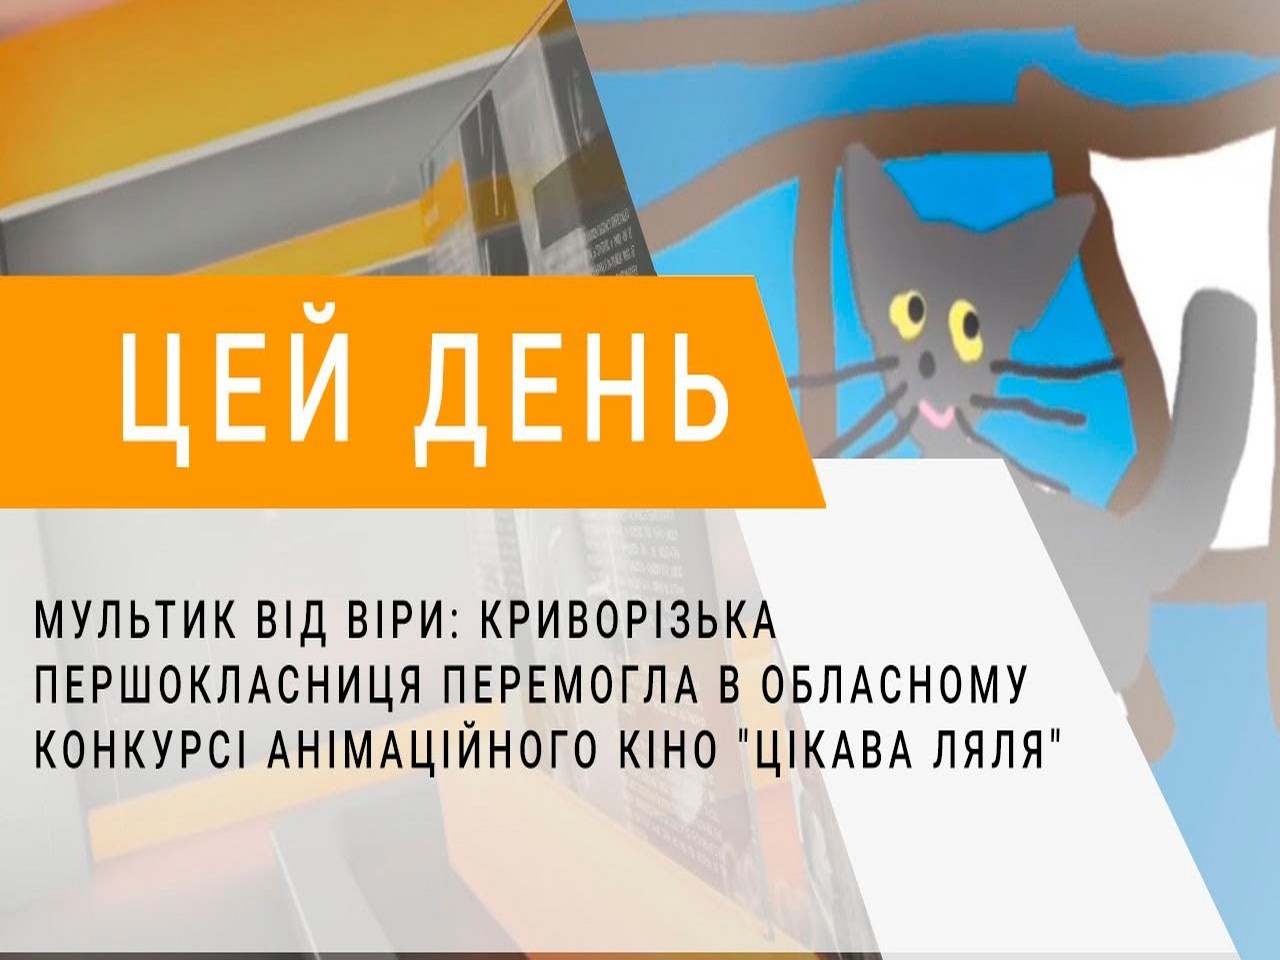 ЦЕЙ ДЕНЬ
МУЛЬТИК ВІД ВІРИ: КРИВОРІЗЬКА
ПЕРШОКЛАСНИЦЯ ПЕРЕМОГЛА В ОБЛАСНОМУ
КОНКУРСІ АНІМАЦІЙНОГО КІНО "ЦІКАВА ЛЯЛЯ"